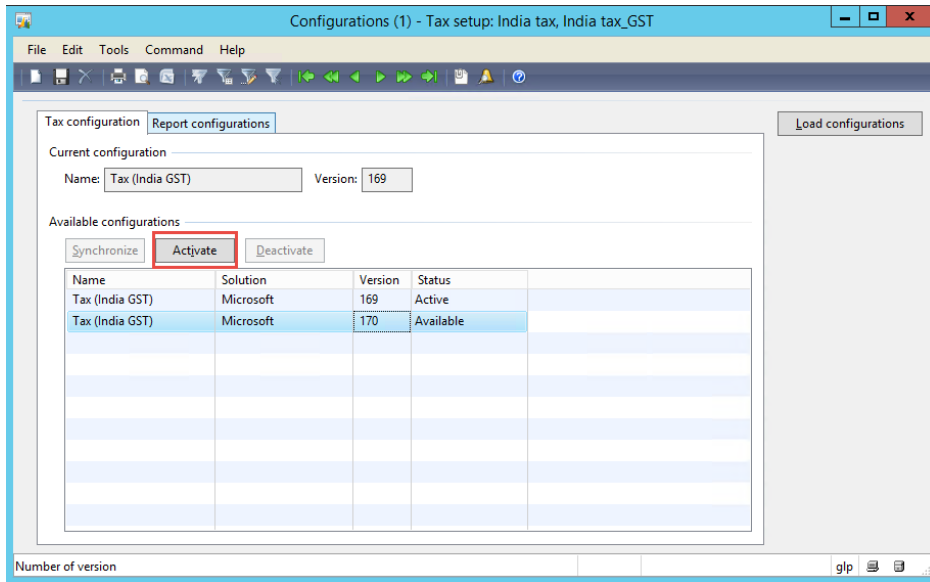 Configurations (1) - Tax setup: India tax, India tax_GST
File Edit Tools Command Help
Tax configuration Report configurations
Load configurations
Current configuration
Name: Tax (India GST) Version: 169
Available configurations
Synchronize Activate Deactivate
Name Solution Version Status
Tax (India GST) Microsoft 169 Active
Tax (India GST) Microsoft 170 Available
Number of version glp